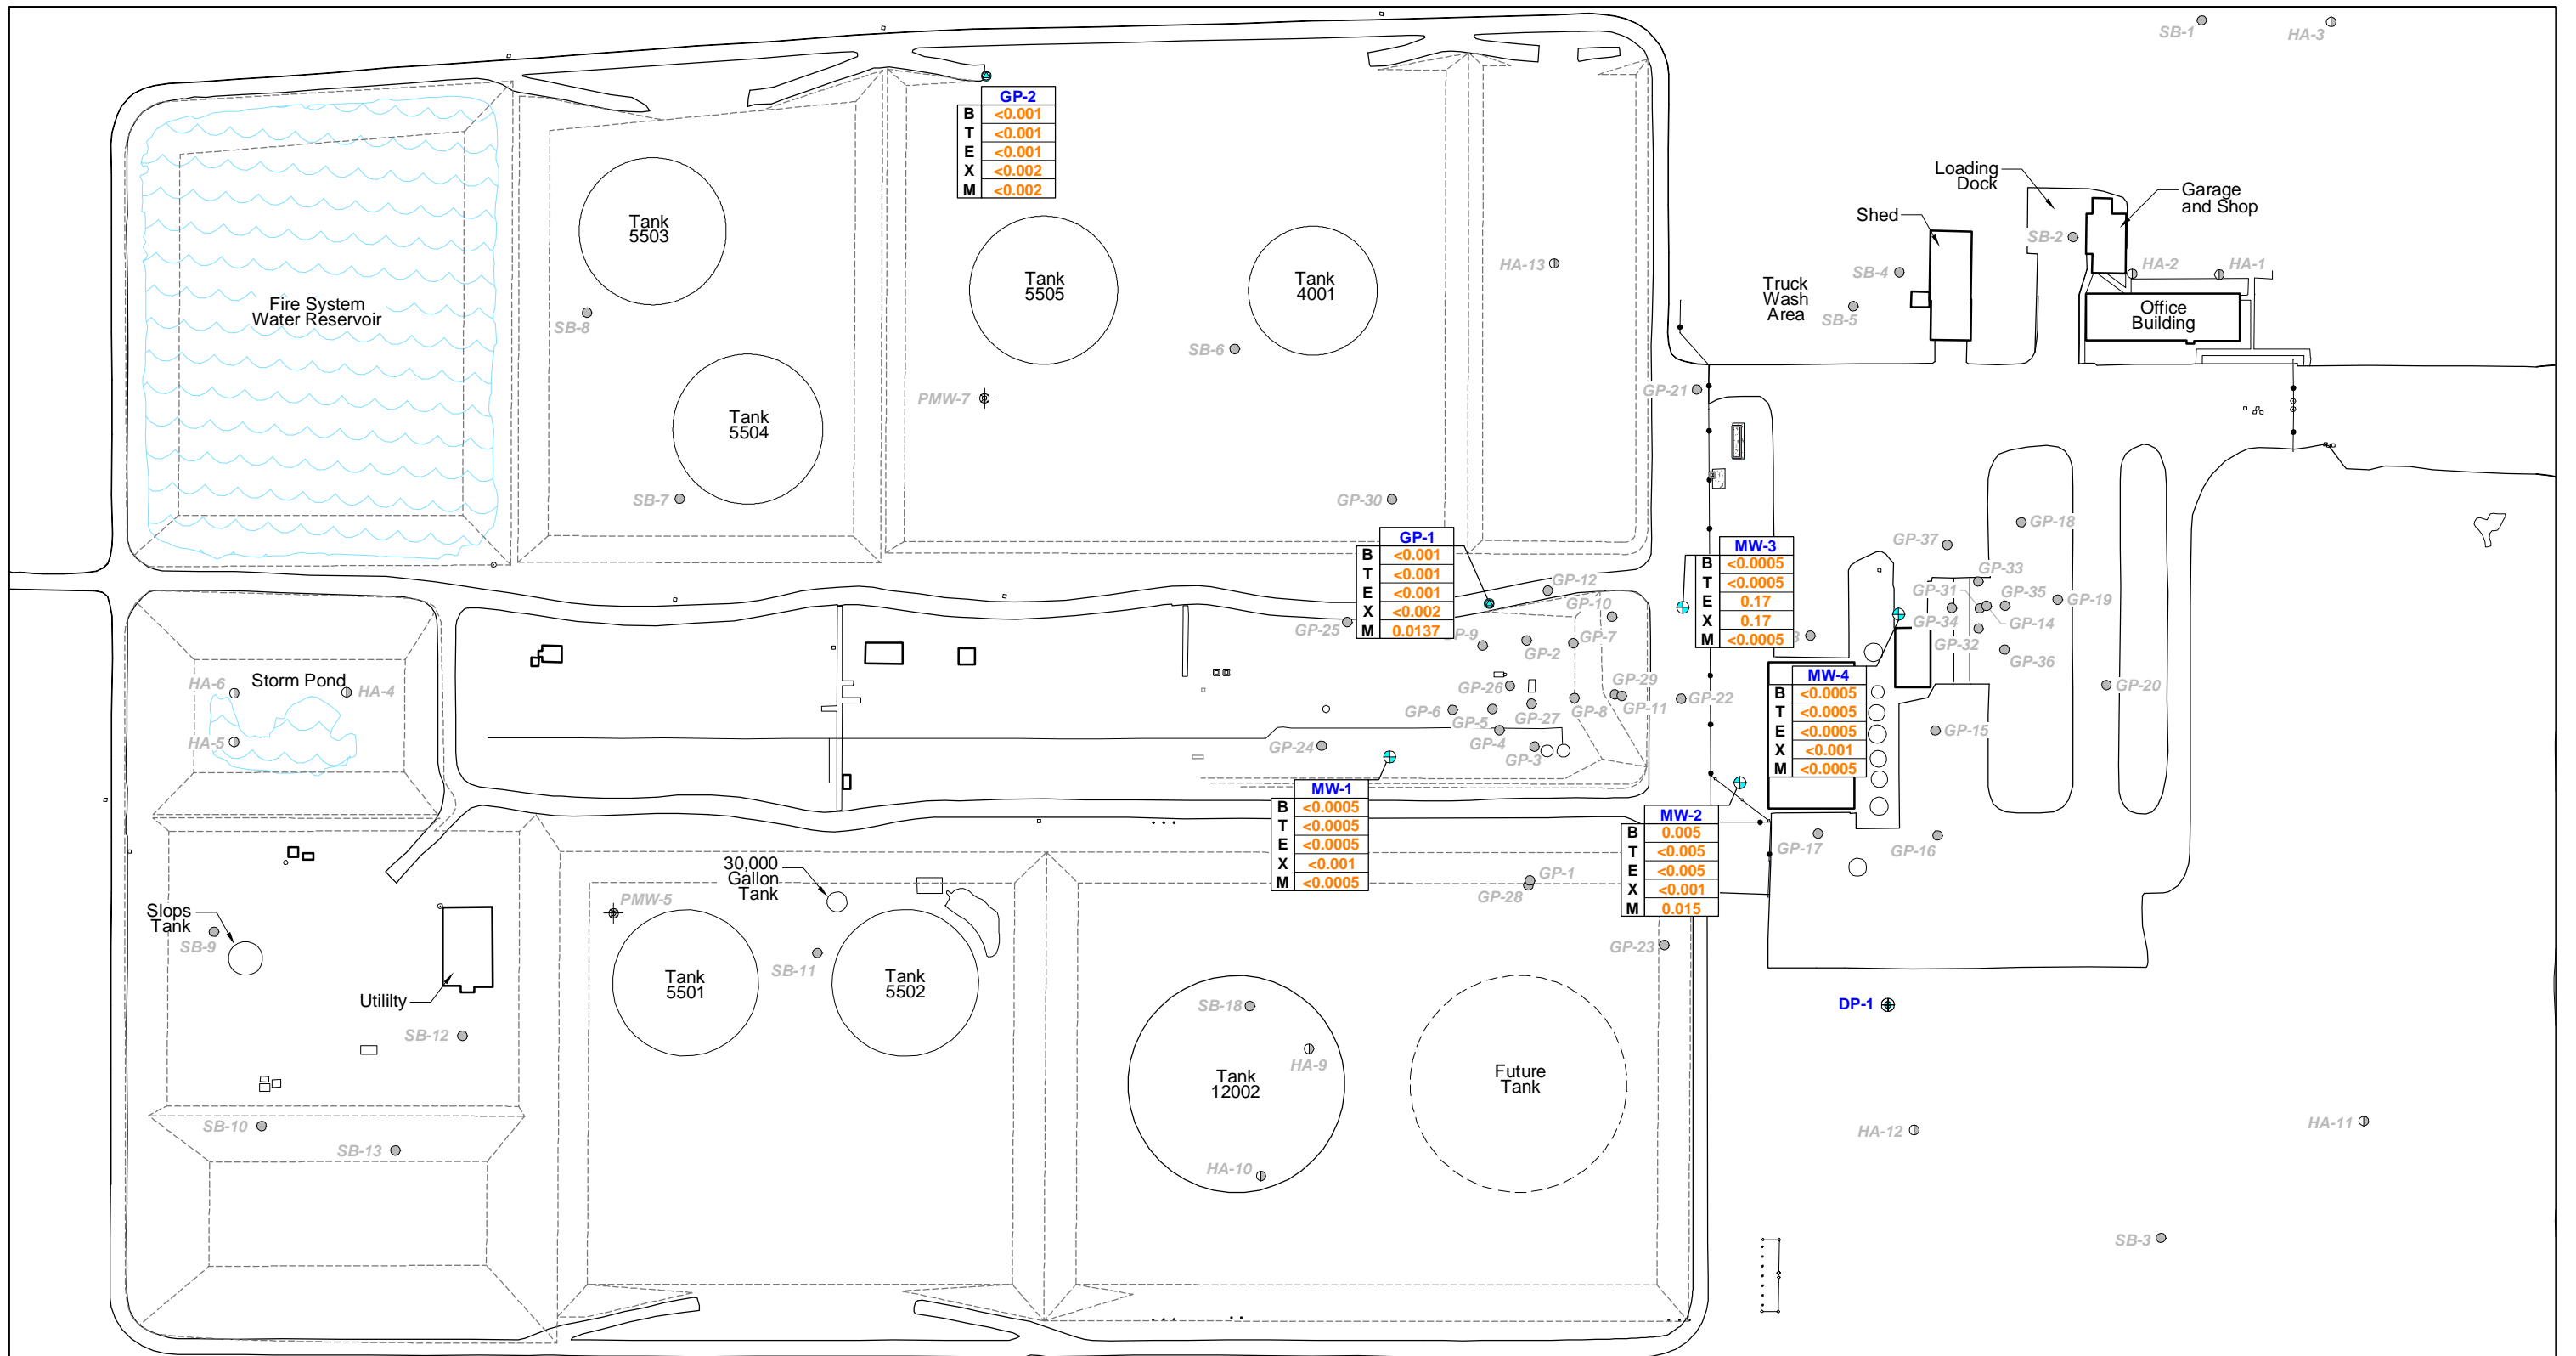 SB-1
HA-3
GP-2
B <0.001
T <0.001
E <0.001
X <0.002
M <0.002
Loading
Dock
Garage
and Shop
Shed
Tank
5503
SB-2
HA-2
HA-1
HA-13
SB-4
Tank
5505
Tank
4001
Truck
Wash
Area
SB-5
Office
Building
Fire System
Water Reservoir
SB-8
SB-6
GP-21
PMW-7
Tank
5504
SB-7
GP-30
GP-18
GP-37
GP-1
B <0.001
T <0.001
E <0.001
X <0.002
M 0.0137
MW-3
B <0.0005
T <0.0005
E 0.17
X 0.17
M <0.0005
GP-12
GP-10
GP-33
GP-31
GP-35
GP-19
GP-34
GP-14
GP-25
P-9
GP-2
GP-7
3
GP-32
GP-36
Storm Pond
HA-6
HA-4
HA-5
GP-26
GP-29
GP-6
GP-5
GP-27
GP-8
GP-11
GP-22
GP-20
GP-24
GP-4
GP-3
GP-15
MW-4
B <0.0005
T <0.0005
E <0.0005
X <0.001
M <0.0005
MW-1
B <0.0005
T <0.0005
E <0.0005
X <0.001
M <0.0005
MW-2
B 0.005
T <0.005
E <0.005
X <0.001
M 0.015
GP-17
GP-16
30,000
Gallon
Tank
GP-1
GP-28
PMW-5
Slops
Tank
SB-9
GP-23
SB-11
Tank
5501
Tank
5502
Utililty
SB-18
DP-1
SB-12
HA-9
Tank
12002
Future
Tank
SB-10
HA-12
HA-11
SB-13
HA-10
SB-3